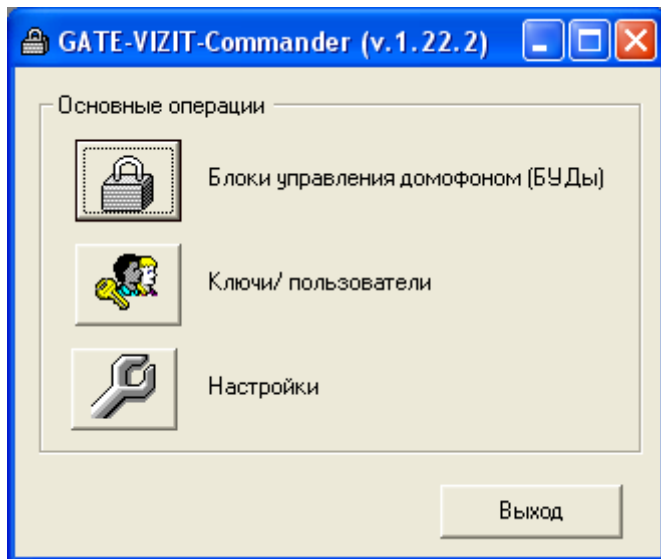 GATE-VIZIT-Commander (v.1.22.2)
Основные операции
Блоки управления домофоном (БУДы)
Ключи/ пользователи
Настройки
Выход